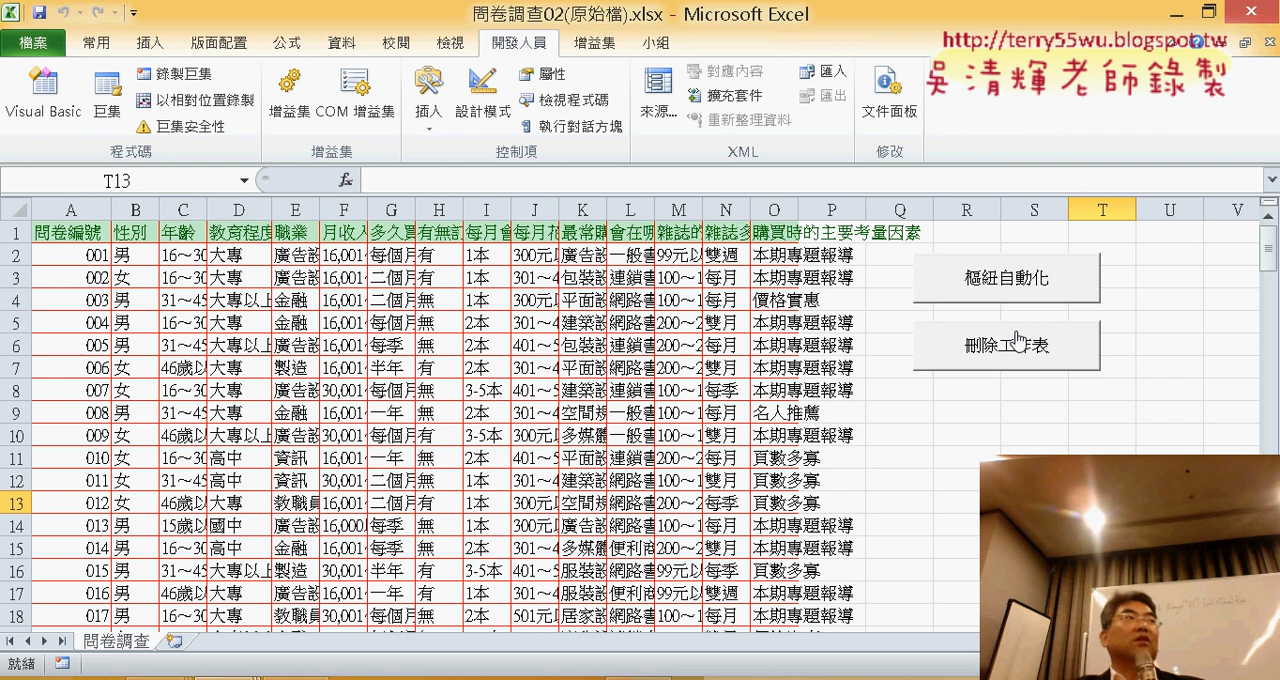 問卷調查02(原始檔).xlsx - Microsoft Excel
檔案 常用 插入 版面配置 公式 資料 校閱 檢視 開發人員 增益集 小組
http://terry55wu.blogspot.tw
吳清輝老師錄製
Visual Basic 巨集 錄製巨集 以相對位置錄製 巨集安全性
增益集 COM 增益集
插入 設計模式 屬性 檢視程式碼 執行對話方塊
來源... 對應內容 擴充套件 重新整理資料 匯入 匯出
文件面板
程式碼 增益集 控制項 XML 修改
T13 fx
A B C D E F G H I J K L M N O P Q R S T U V
1 問卷編號 性別 年齡 教育程度 職業 月收入 多久買 有無訂 每月會 每月花 最常購 會在哪 雜誌的 雜誌多 購買時的主要考量因素
2 001 男 16～30 大專 廣告設 16,001 每個月 有 1本 300元以 廣告設 一般書 99元以 雙週 本期專題報導
3 002 女 16～30 大專 廣告設 16,001 二個月 有 1本 301～4 包裝設 連鎖書 100～1 每月 本期專題報導
4 003 男 31～45 大專以上 金融 16,001 二個月 無 1本 300元以 平面設 網路書 100～1 每月 價格實惠
5 004 男 16～30 大專 金融 16,001 每個月 無 2本 301～4 建築設 網路書 200～2 雙月 本期專題報導
6 005 男 31～45 大專以上 廣告設 16,001 每季 無 2本 401～5 包裝設 連鎖書 200～2 雙月 本期專題報導
7 006 女 46歲以 大專 製造 16,001 半年 有 2本 301～4 平面設 網路書 200～2 雙月 本期專題報導
8 007 男 16～30 大專 廣告設 30,001 每個月 有 3-5本 401～5 建築設 連鎖書 100～1 每季 本期專題報導
9 008 男 31～45 大專 金融 16,001 一年 無 2本 301～4 空間規 一般書 100～1 每月 名人推薦
10 009 女 46歲以 大專以上 廣告設 30,001 每個月 有 3-5本 300元以 多媒體 一般書 100～1 雙月 本期專題報導
11 010 女 16～30 高中 資訊 16,001 一年 無 2本 401～5 平面設 連鎖書 100～1 每月 頁數多寡
12 011 女 31～45 高中 資訊 30,001 二個月 無 1本 301～4 建築設 網路書 100～1 雙月 頁數多寡
13 012 女 46歲以 大專 教職員 16,001 二個月 有 1本 300元以 空間規 網路書 200～2 每季 頁數多寡
14 013 男 15歲以 國中 廣告設 16,000 每季 無 1本 300元以 廣告設 網路書 100～1 每月 本期專題報導
15 014 男 16～30 高中 金融 16,001 每季 無 2本 301～4 多媒體 便利商 200～2 雙月 本期專題報導
16 015 男 31～45 大專以上 製造 30,001 半年 有 3-5本 401～5 服裝設 網路書 99元以 每季 頁數多寡
17 016 女 46歲以 大專 廣告設 16,001 一年 有 1本 301～4 服裝設 便利商 99元以 雙週 本期專題報導
18 017 男 16～30 大專 教職員 30,001 每個月 無 2本 501元以 居家設 網路書 100～1 每月 本期專題報導
樞紐自動化
刪除工作表
問卷調查
就緒